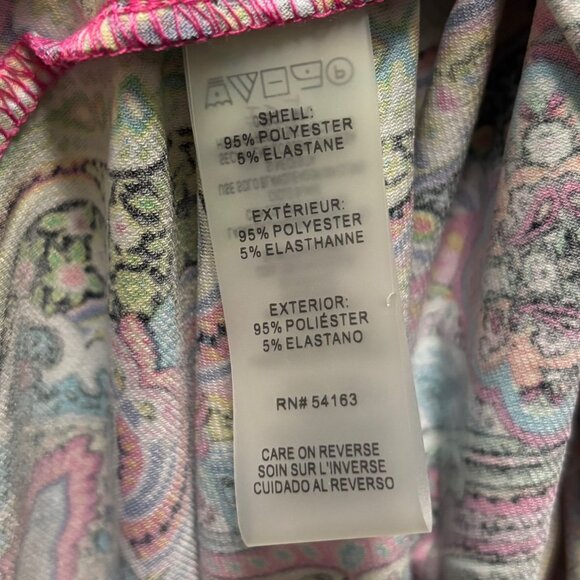 SHELL:
95% POLYESTER
5% ELASTANE
EXTÉRIEUR:
95% POLYESTER
5% ELASTHANNE
EXTERIOR:
95% POLIÉSTER
5% ELASTANO
RN# 54163
CARE ON REVERSE
SOIN SUR L'INVERSE
CUIDADO AL REVERSO